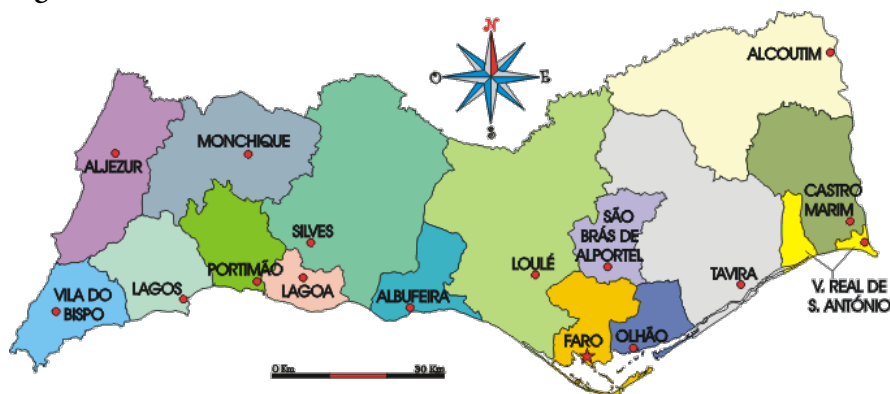 N
O
E
S
ALCOUTIM
MONCHIQUE
ALJEZUR
CASTRO
MARIM
SÃO
BRÁS DE
ALPORTEL
SILVES
LOULÉ
PORTIMÃO
LAGOA
LAGOS
VILA DO
BISPO
ALBUFEIRA
TAVIRA
V. REAL DE
S. ANTÓNIO
FARO
OLHÃO
0 Km
30 Km